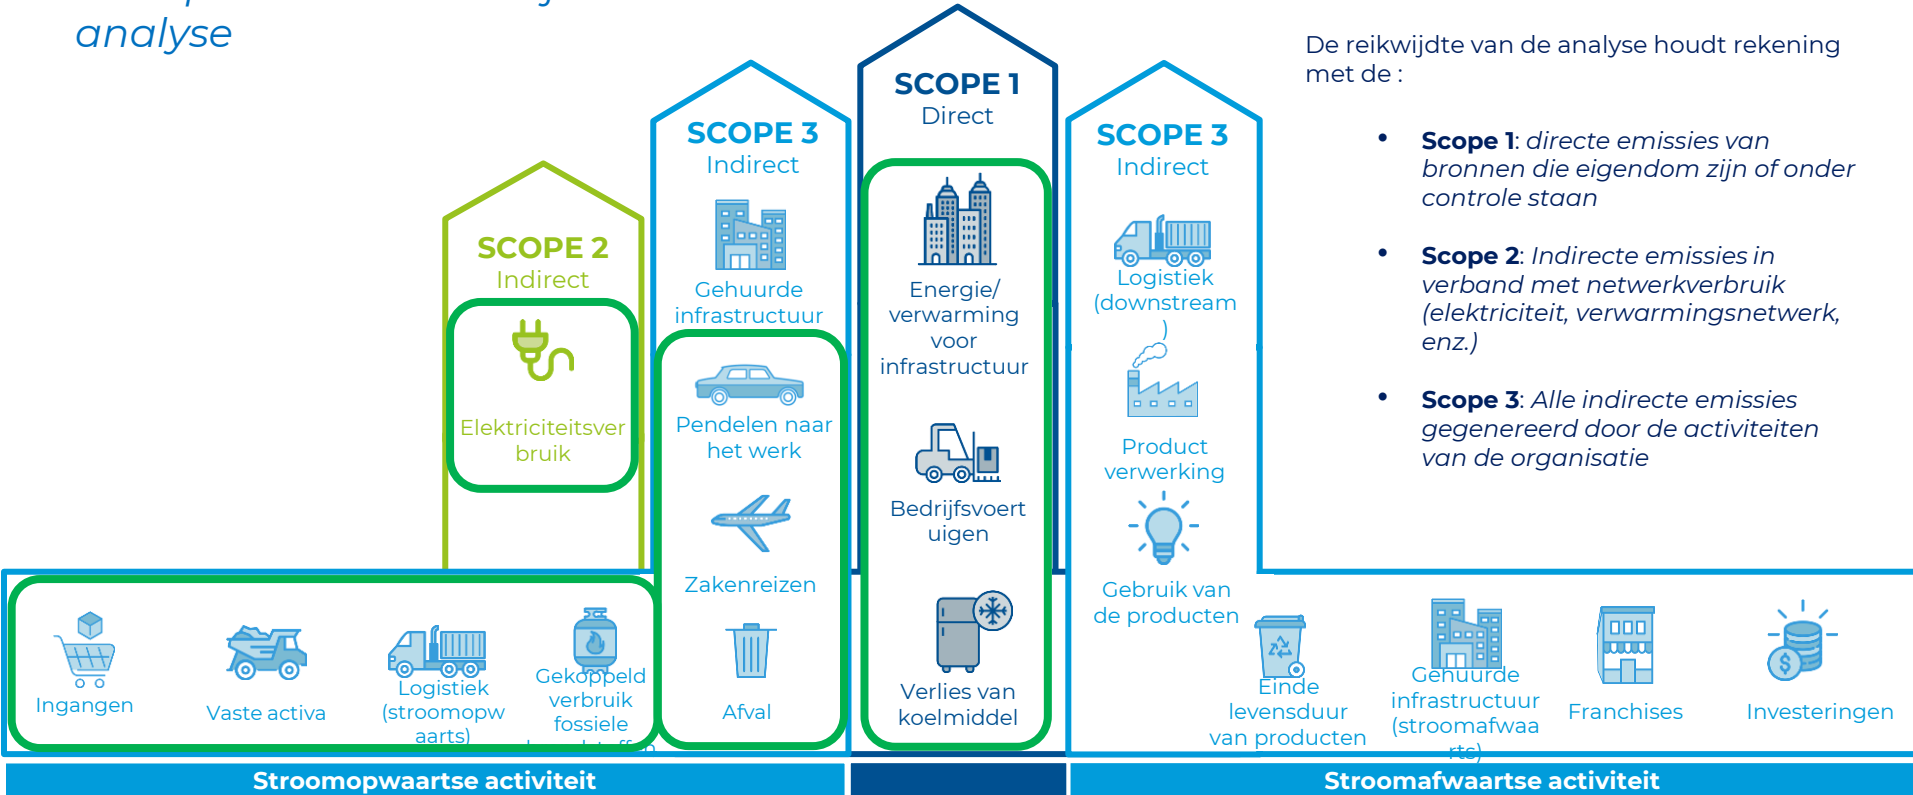 analyse
De reikwijdte van de analyse houdt rekening
met de :
• Scope 1: directe emissies van
bronnen die eigendom zijn of onder
controle staan
• Scope 2: Indirecte emissies in
verband met netwerkverbruik
(elektriciteit, verwarmingsnetwerk,
enz.)
• Scope 3: Alle indirecte emissies
gegenereerd door de activiteiten
van de organisatie
SCOPE 2
Indirect
Elektriciteitsver
bruik
SCOPE 3
Indirect
Gehuurde
infrastructuur
Pendelen naar
het werk
Zakenreizen
Afval
SCOPE 1
Direct
Energie/
verwarming
voor
infrastructuur
Bedrijfsvoert
uigen
Verlies van
koelmiddel
SCOPE 3
Indirect
Logistiek
(downstream
)
Product
verwerking
Gebruik van
de producten
Ingangen
Vaste activa
Logistiek
(stroomopw
aarts)
Gekoppeld
verbruik
fossiele
Einde
levensduur
van producten
Gehuurde
infrastructuur
(stroomafwaa
rts)
Franchises
Investeringen
$
Stroomopwaartse activiteit
Stroomafwaartse activiteit